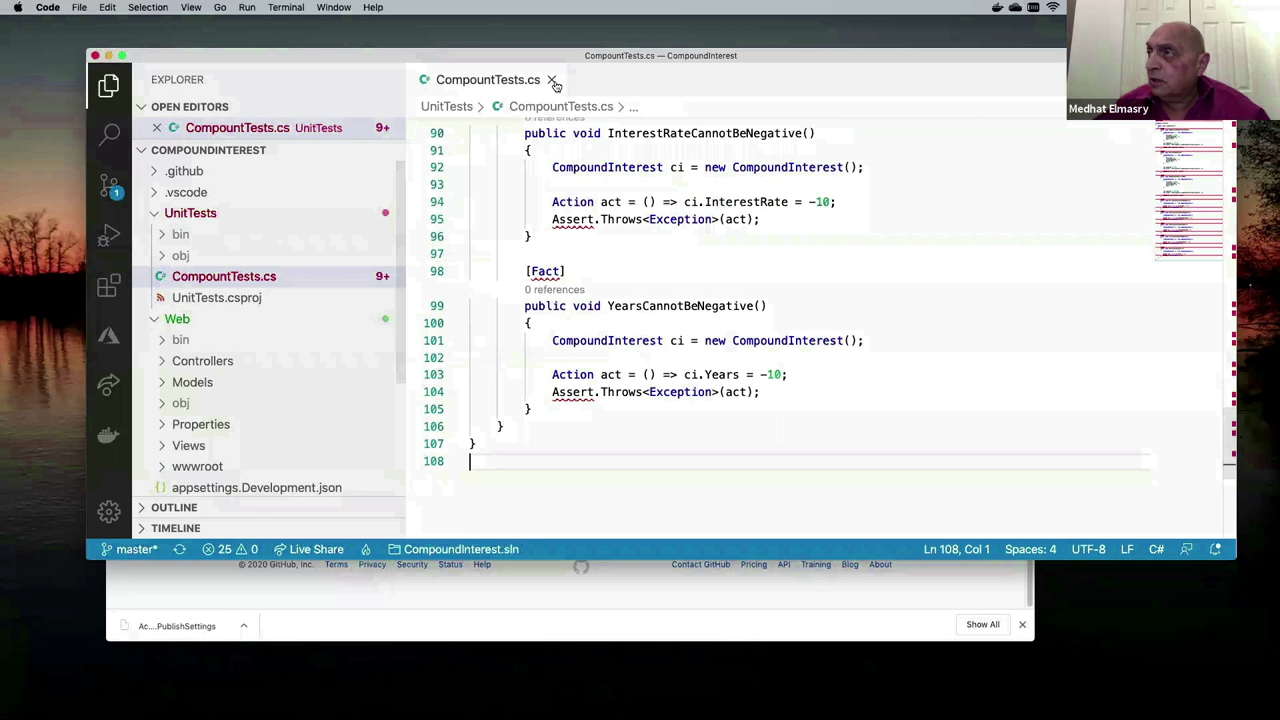 Code File Edit Selection View Go Run Terminal Window Help
CompountTests.cs — CompoundInterest
Medhat Elmasry
EXPLORER
OPEN EDITORS
CompountTests.cs UnitTests 9+
COMPOUNDINTEREST
.github
.vscode
UnitTests
bin
obj
CompountTests.cs 9+
UnitTests.csproj
Web
bin
Controllers
Models
obj
Properties
Views
wwwroot
appsettings.Development.json
OUTLINE
TIMELINE
1
CompountTests.cs
UnitTests > CompountTests.cs > ...
0 references
90 public void InterestRateCannotBeNegative()
91 {
92 CompoundInterest ci = new CompoundInterest();
93
94 Action act = () => ci.InterestRate = -10;
95 Assert.Throws<Exception>(act);
96 }
97
98 [Fact]
0 references
99 public void YearsCannotBeNegative()
100 {
101 CompoundInterest ci = new CompoundInterest();
102
103 Action act = () => ci.Years = -10;
104 Assert.Throws<Exception>(act);
105 }
106 }
107 }
108
master* 25 0 Live Share CompoundInterest.sln Ln 108, Col 1 Spaces: 4 UTF-8 LF C#
© 2020 GitHub, Inc. Terms Privacy Security Status Help Contact GitHub Pricing API Training Blog About
Ac....PublishSettings Show All